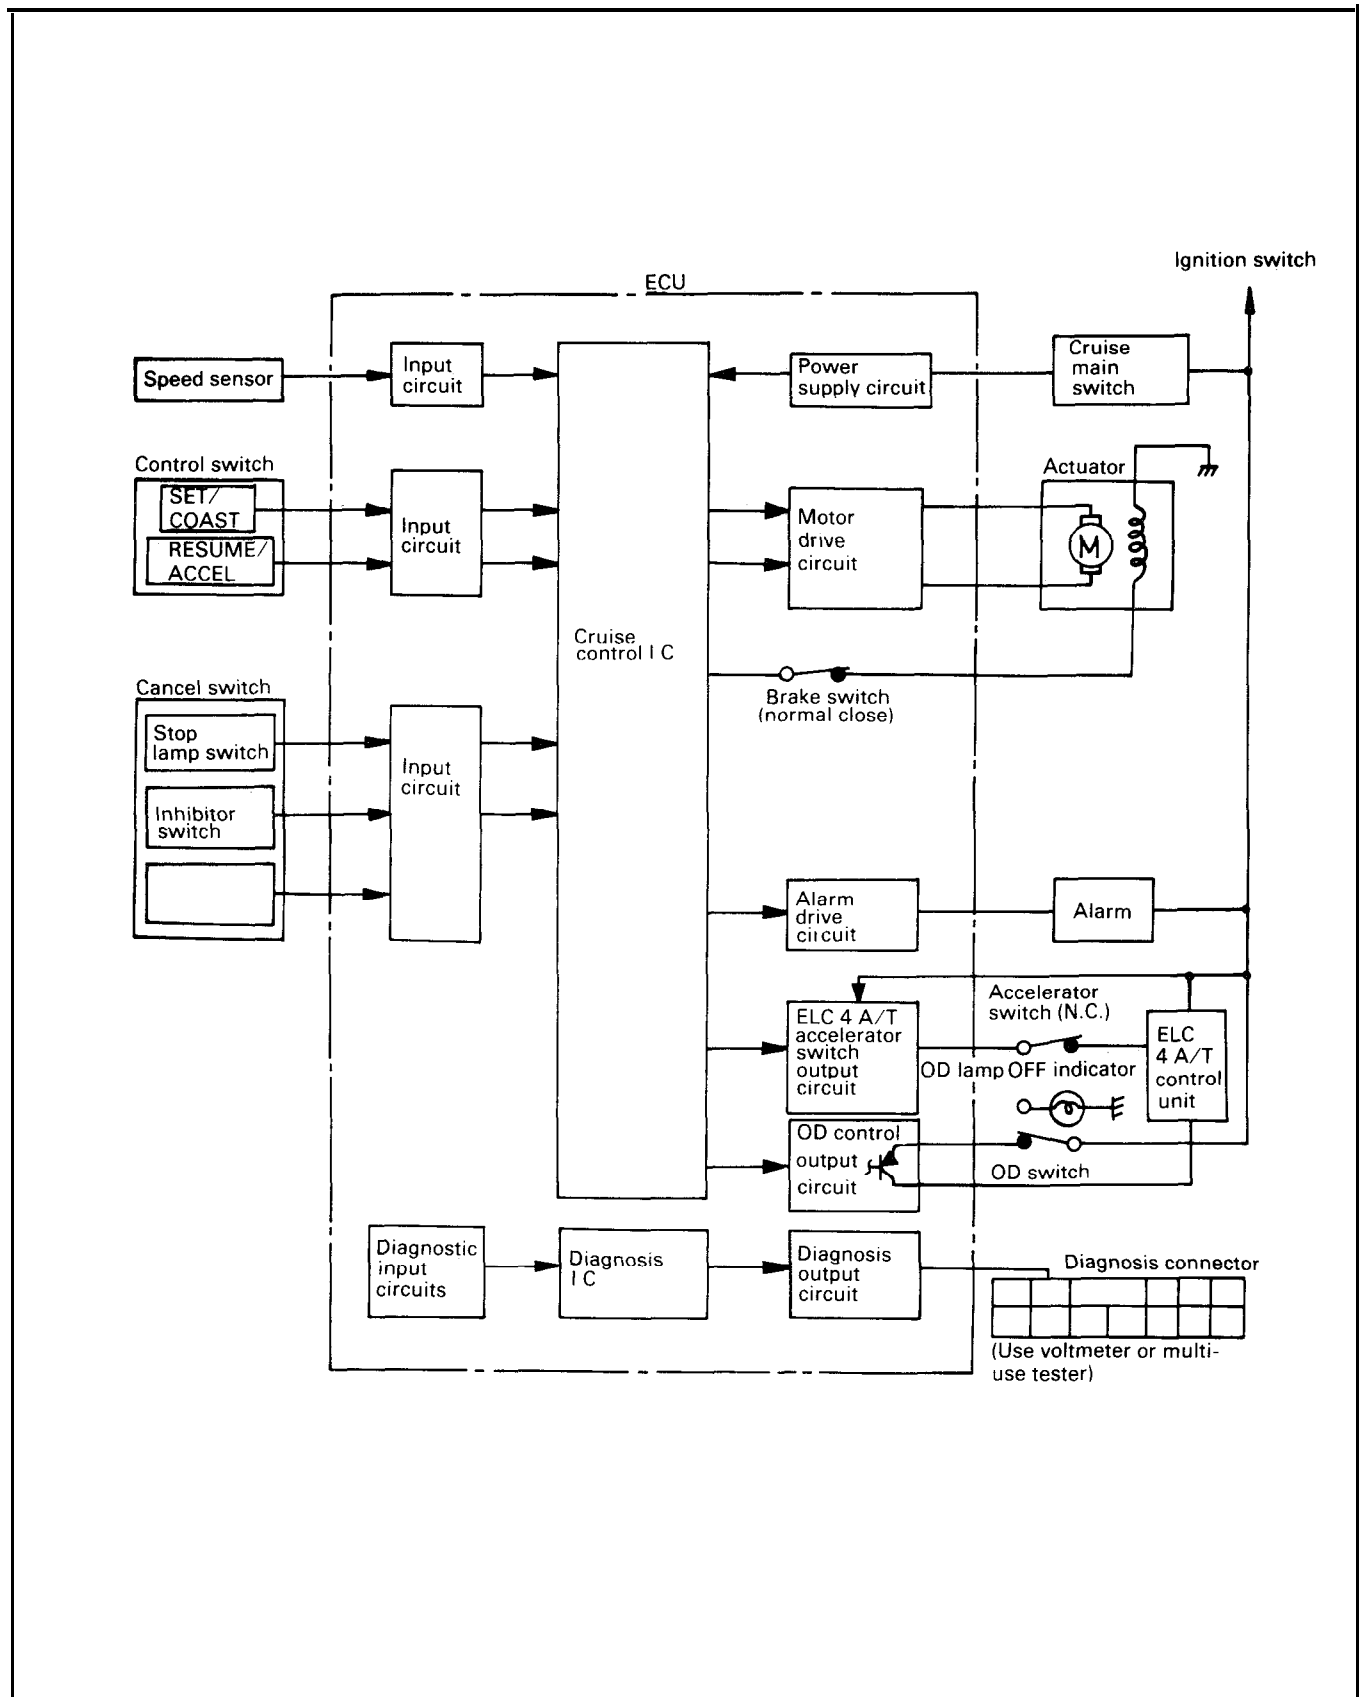 Ignition switch
ECU
Speed sensor
Input
circuit
Power
supply circuit
Cruise
main
switch
Control switch
SET/
COAST
RESUME/
ACCEL
Input
circuit
Motor
drive
circuit
Actuator
M
Cruise
control I C
Brake switch
(normal close)
Cancel switch
Stop
lamp switch
Inhibitor
switch
Input
circuit
Alarm
drive
circuit
Alarm
ELC 4 A/T
accelerator
switch
output
circuit
Accelerator
switch (N.C.)
ELC
4 A/T
control
unit
OD lamp OFF indicator
OD control
output
circuit
OD switch
Diagnostic
input
circuits
Diagnosis
I C
Diagnosis
output
circuit
Diagnosis connector
(Use voltmeter or multi-
use tester)